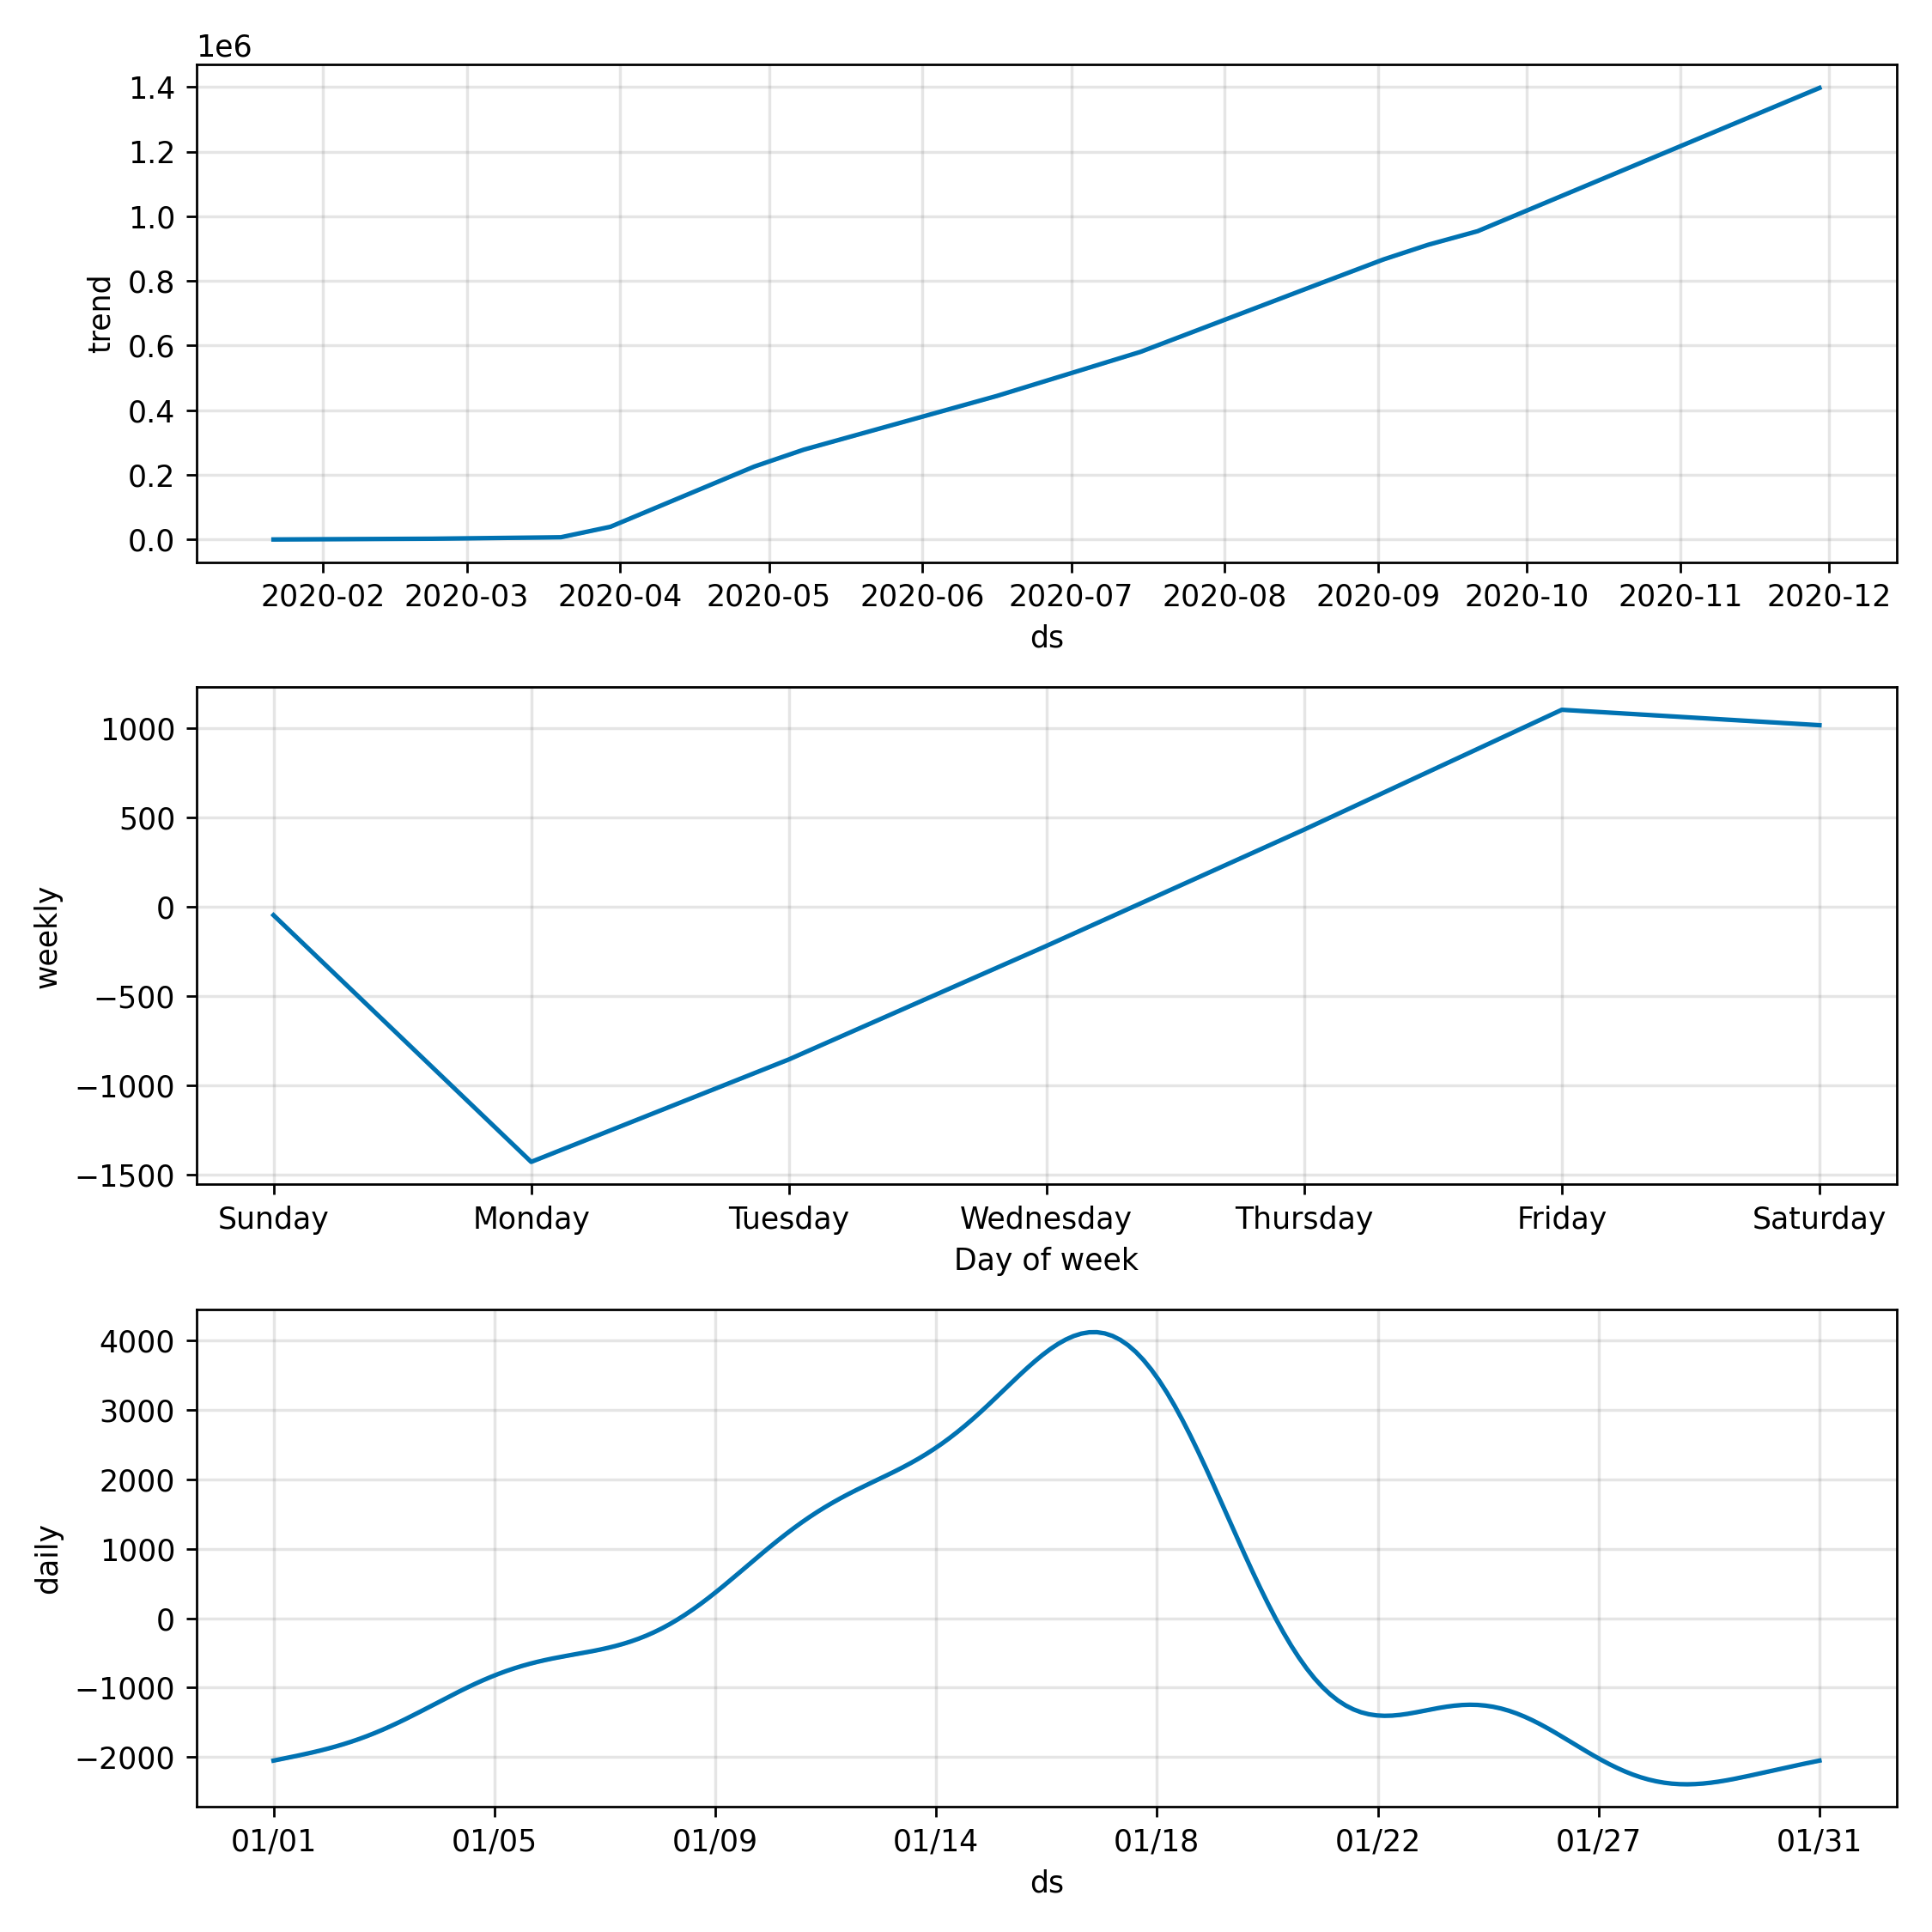 1e6
1.4
1.2
1.0
0.8
0.6
0.4
0.2
0.0
trend
2020-02 2020-03 2020-04 2020-05 2020-06 2020-07 2020-08 2020-09 2020-10 2020-11 2020-12
ds
1000
500
0
−500
−1000
−1500
weekly
Sunday Monday Tuesday Wednesday Thursday Friday Saturday
Day of week
4000
3000
2000
1000
0
−1000
−2000
daily
01/01 01/05 01/09 01/14 01/18 01/22 01/27 01/31
ds